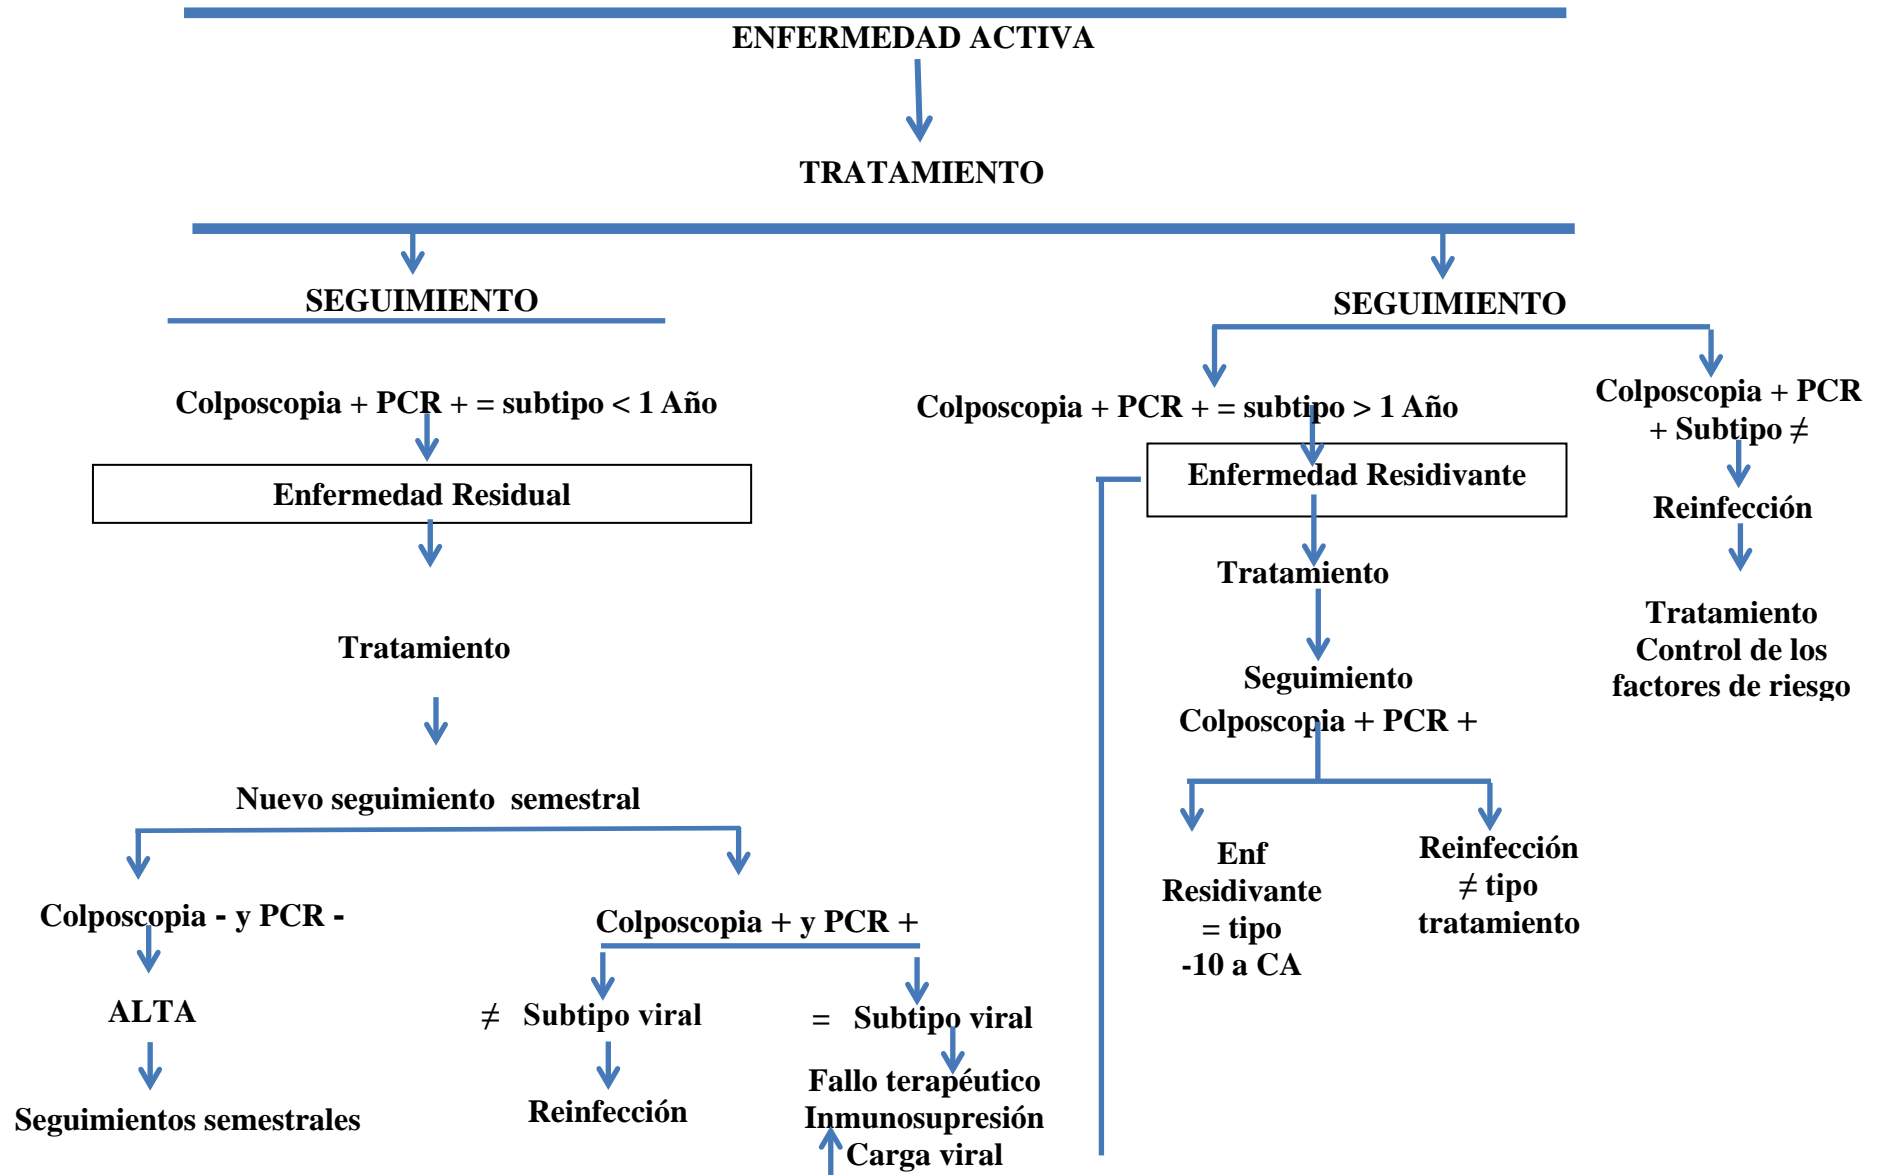 ENFERMEDAD ACTIVA
TRATAMIENTO
SEGUIMIENTO
Colposcopia + PCR + = subtipo < 1 Año
Enfermedad Residual
Tratamiento
Nuevo seguimiento semestral
Colposcopia - y PCR -
ALTA
Seguimientos semestrales
Colposcopia + y PCR +
≠ Subtipo viral
Reinfección
= Subtipo viral
Fallo terapéutico
Inmunosupresión
Carga viral
SEGUIMIENTO
Colposcopia + PCR + = subtipo > 1 Año
Enfermedad Residivante
Tratamiento
Seguimiento
Colposcopia + PCR +
Enf
Residivante
= tipo
-10 a CA
Reinfección
≠ tipo
tratamiento
Colposcopia + PCR
+ Subtipo ≠
Reinfección
Tratamiento
Control de los
factores de riesgo